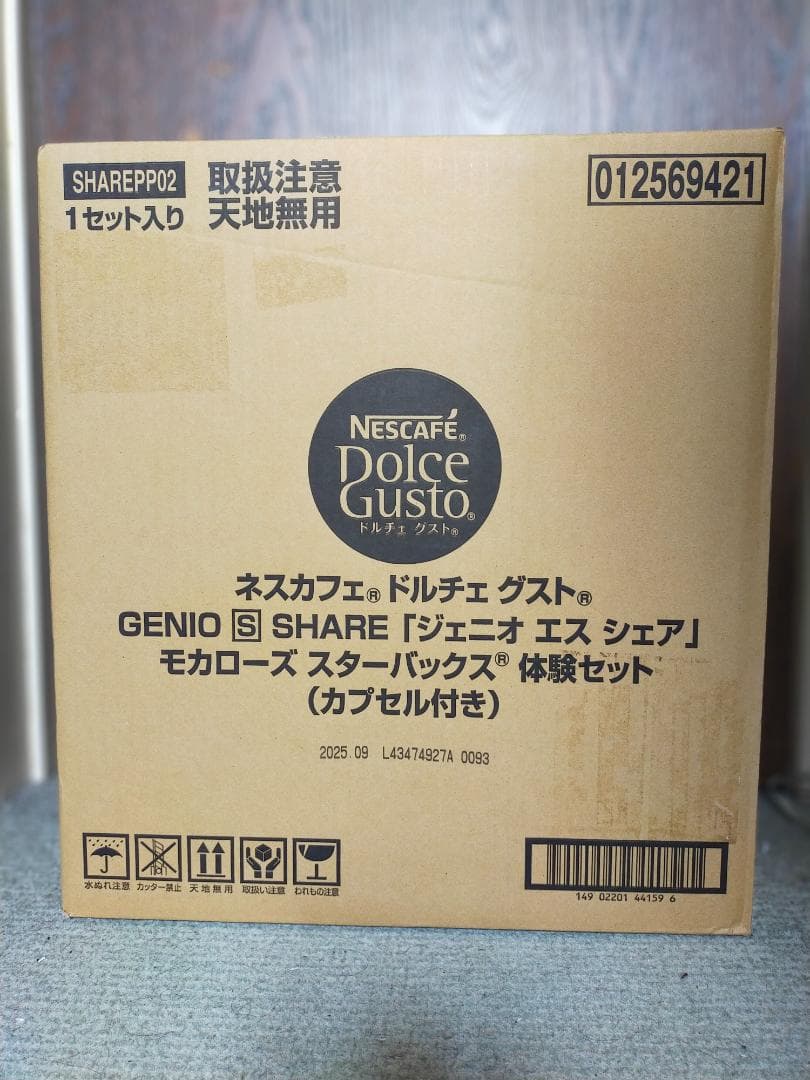 SHAREPP02
1セット入り
取扱注意
天地無用
012569421
NESCAFÉ®
Dolce
Gusto®
ドルチェ グスト®
ネスカフェ® ドルチェ グスト®
GENIO S SHARE「ジェニオ エス シェア」
モカローズ スターバックス® 体験セット
(カプセル付き)
2025.09 L43474927A 0093
水ぬれ注意 カッター禁止 天地無用 取扱い注意 われもの注意
149 02201 44159 6